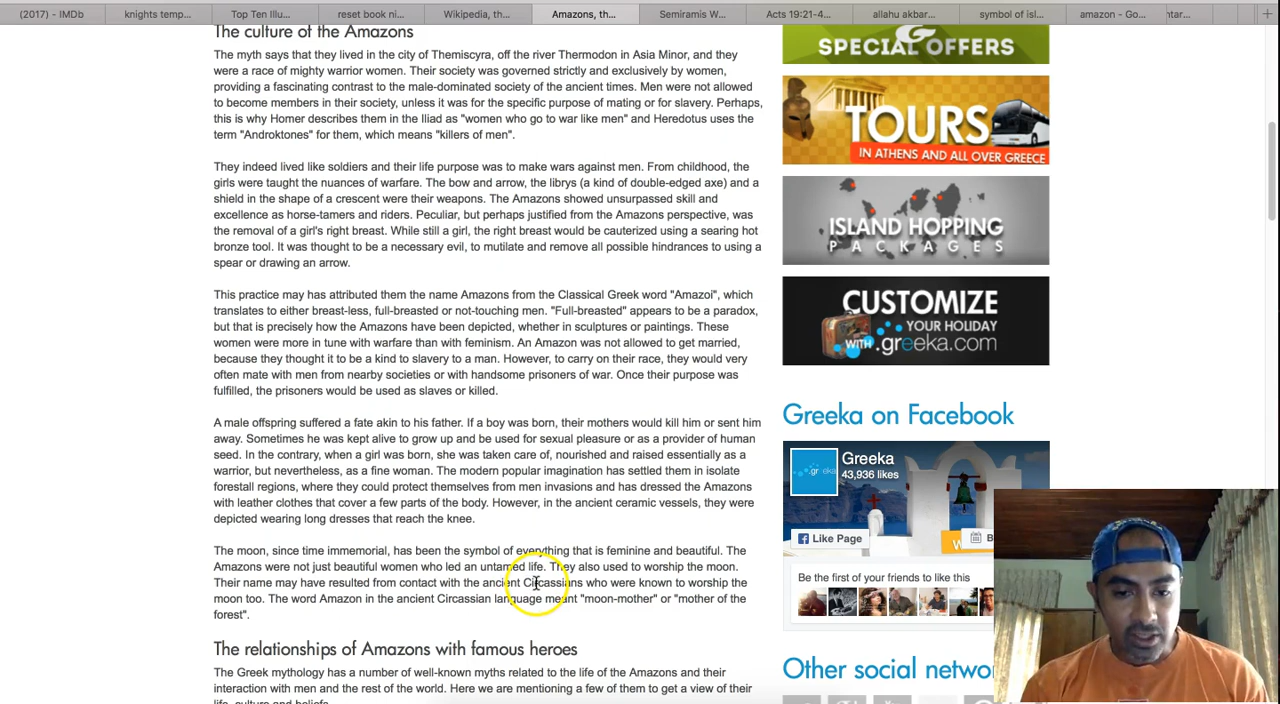 (2017) - IMDb
knights temp...
Top Ten Illu...
reset book ni...
Wikipedia, th...
Amazons, th...
Semiramis W...
Acts 19:21-4...
allahu akbar...
symbol of isl...
amazon - Go...
ntar...
The culture of the Amazons
The myth says that they lived in the city of Themiscyra, off the river Thermodon in Asia Minor, and they
were a race of mighty warrior women. Their society was governed strictly and exclusively by women,
providing a fascinating contrast to the male-dominated society of the ancient times. Men were not allowed
to become members in their society, unless it was for the specific purpose of mating or for slavery. Perhaps,
this is why Homer describes them in the Iliad as "women who go to war like men" and Heredotus uses the
term "Androktones" for them, which means "killers of men".
They indeed lived like soldiers and their life purpose was to make wars against men. From childhood, the
girls were taught the nuances of warfare. The bow and arrow, the librys (a kind of double-edged axe) and a
shield in the shape of a crescent were their weapons. The Amazons showed unsurpassed skill and
excellence as horse-tamers and riders. Peculiar, but perhaps justified from the Amazons perspective, was
the removal of a girl's right breast. While still a girl, the right breast would be cauterized using a searing hot
bronze tool. It was thought to be a necessary evil, to mutilate and remove all possible hindrances to using a
spear or drawing an arrow.
This practice may has attributed them the name Amazons from the Classical Greek word "Amazoi", which
translates to either breast-less, full-breasted or not-touching men. "Full-breasted" appears to be a paradox,
but that is precisely how the Amazons have been depicted, whether in sculptures or paintings. These
women were more in tune with warfare than with feminism. An Amazon was not allowed to get married,
because they thought it to be a kind to slavery to a man. However, to carry on their race, they would very
often mate with men from nearby societies or with handsome prisoners of war. Once their purpose was
fulfilled, the prisoners would be used as slaves or killed.
A male offspring suffered a fate akin to his father. If a boy was born, their mothers would kill him or sent him
away. Sometimes he was kept alive to grow up and be used for sexual pleasure or as a provider of human
seed. In the contrary, when a girl was born, she was taken care of, nourished and raised essentially as a
warrior, but nevertheless, as a fine woman. The modern popular imagination has settled them in isolate
forestall regions, where they could protect themselves from men invasions and has dressed the Amazons
with leather clothes that cover a few parts of the body. However, in the ancient ceramic vessels, they were
depicted wearing long dresses that reach the knee.
The moon, since time immemorial, has been the symbol of everything that is feminine and beautiful. The
Amazons were not just beautiful women who led an untamed life. They also used to worship the moon.
Their name may have resulted from contact with the ancient Circassians who were known to worship the
moon too. The word Amazon in the ancient Circassian language meant "moon-mother" or "mother of the
forest".
The relationships of Amazons with famous heroes
The Greek mythology has a number of well-known myths related to the life of the Amazons and their
interaction with men and the rest of the world. Here we are mentioning a few of them to get a view of their
life, culture and beliefs.
SPECIAL OFFERS
TOURS
IN ATHENS AND ALL OVER GREECE
ISLAND HOPPING
PACKAGES
CUSTOMIZE
YOUR HOLIDAY
WITH .greeka.com
Greeka on Facebook
.greeka
Greeka
43,936 likes
Like Page
B
Be the first of your friends to like this
Other social netwo